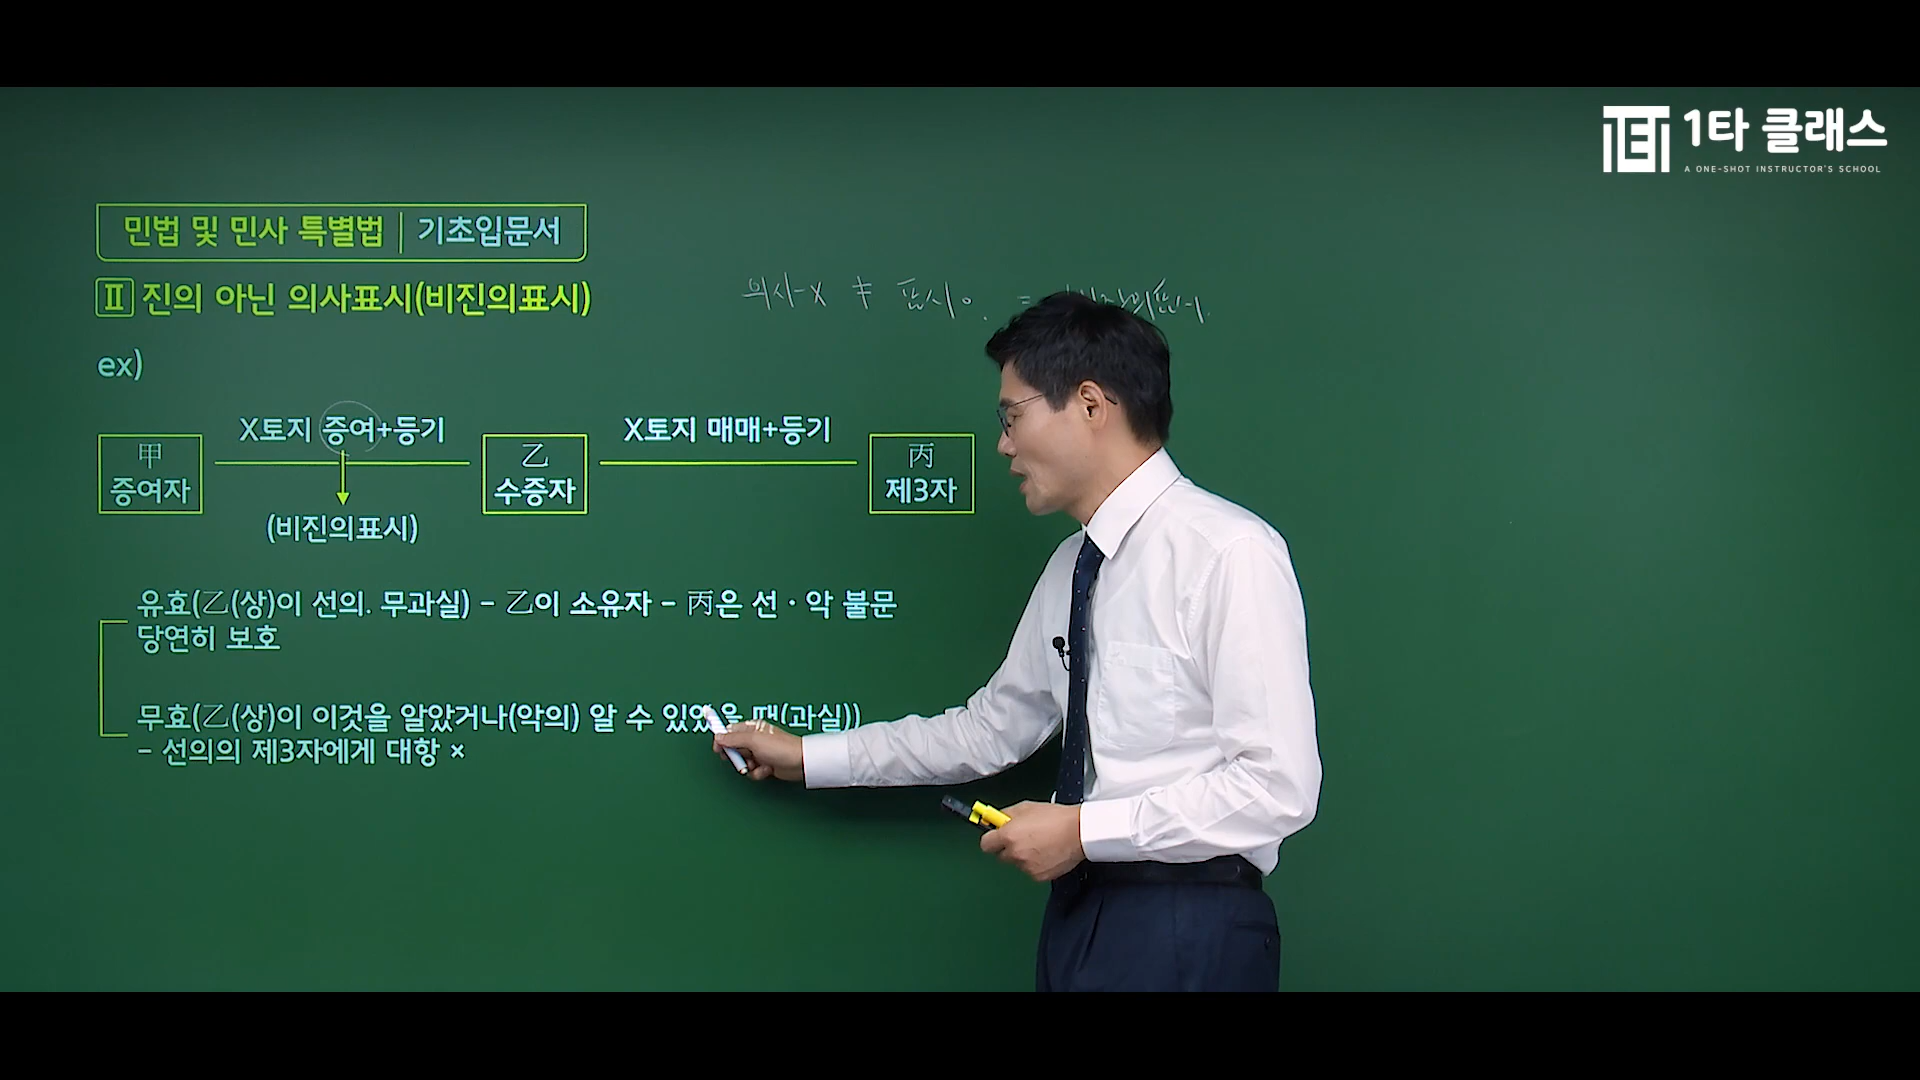 1타 클래스
A ONE-SHOT INSTRUCTOR'S SCHOOL
민법 및 민사 특별법 | 기초입문서
Ⅱ 진의 아닌 의사표시(비진의표시)
의사 X ≠ 표시 o.
ex)
X토지 증여+등기
X토지 매매+등기
甲
증여자
乙
수증자
丙
제3자
(비진의표시)
유효(乙(상)이 선의. 무과실) - 乙이 소유자 - 丙은 선·악 불문
당연히 보호
무효(乙(상)이 이것을 알았거나(악의) 알 수 있었을 때(과실))
- 선의의 제3자에게 대항 ×